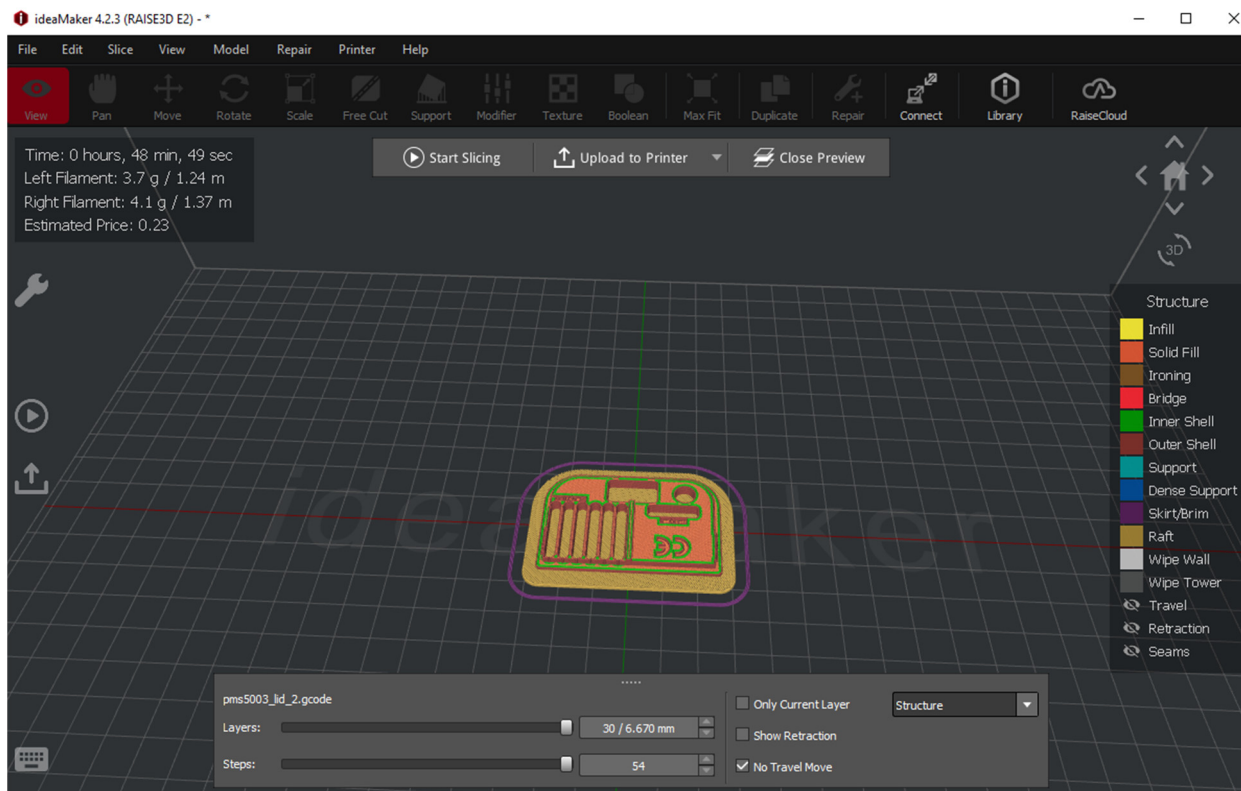 ideaMaker 4.2.3 (RAISE3D E2) - *
File Edit Slice View Model Repair Printer Help
View Pan Move Rotate Scale Free Cut Support Modifier Texture Boolean Max Fit Duplicate Repair Connect Library RaiseCloud
Time: 0 hours, 48 min, 49 sec
Left Filament: 3.7 g / 1.24 m
Right Filament: 4.1 g / 1.37 m
Estimated Price: 0.23
Start Slicing Upload to Printer Close Preview
3D
Structure
Infill
Solid Fill
Ironing
Bridge
Inner Shell
Outer Shell
Support
Dense Support
Skirt/Brim
Raft
Wipe Wall
Wipe Tower
Travel
Retraction
Seams
ideaMaker
CE
pms5003_lid_2.gcode
Layers: 30 / 6.670 mm
Steps: 54
Only Current Layer Structure
Show Retraction
No Travel Move